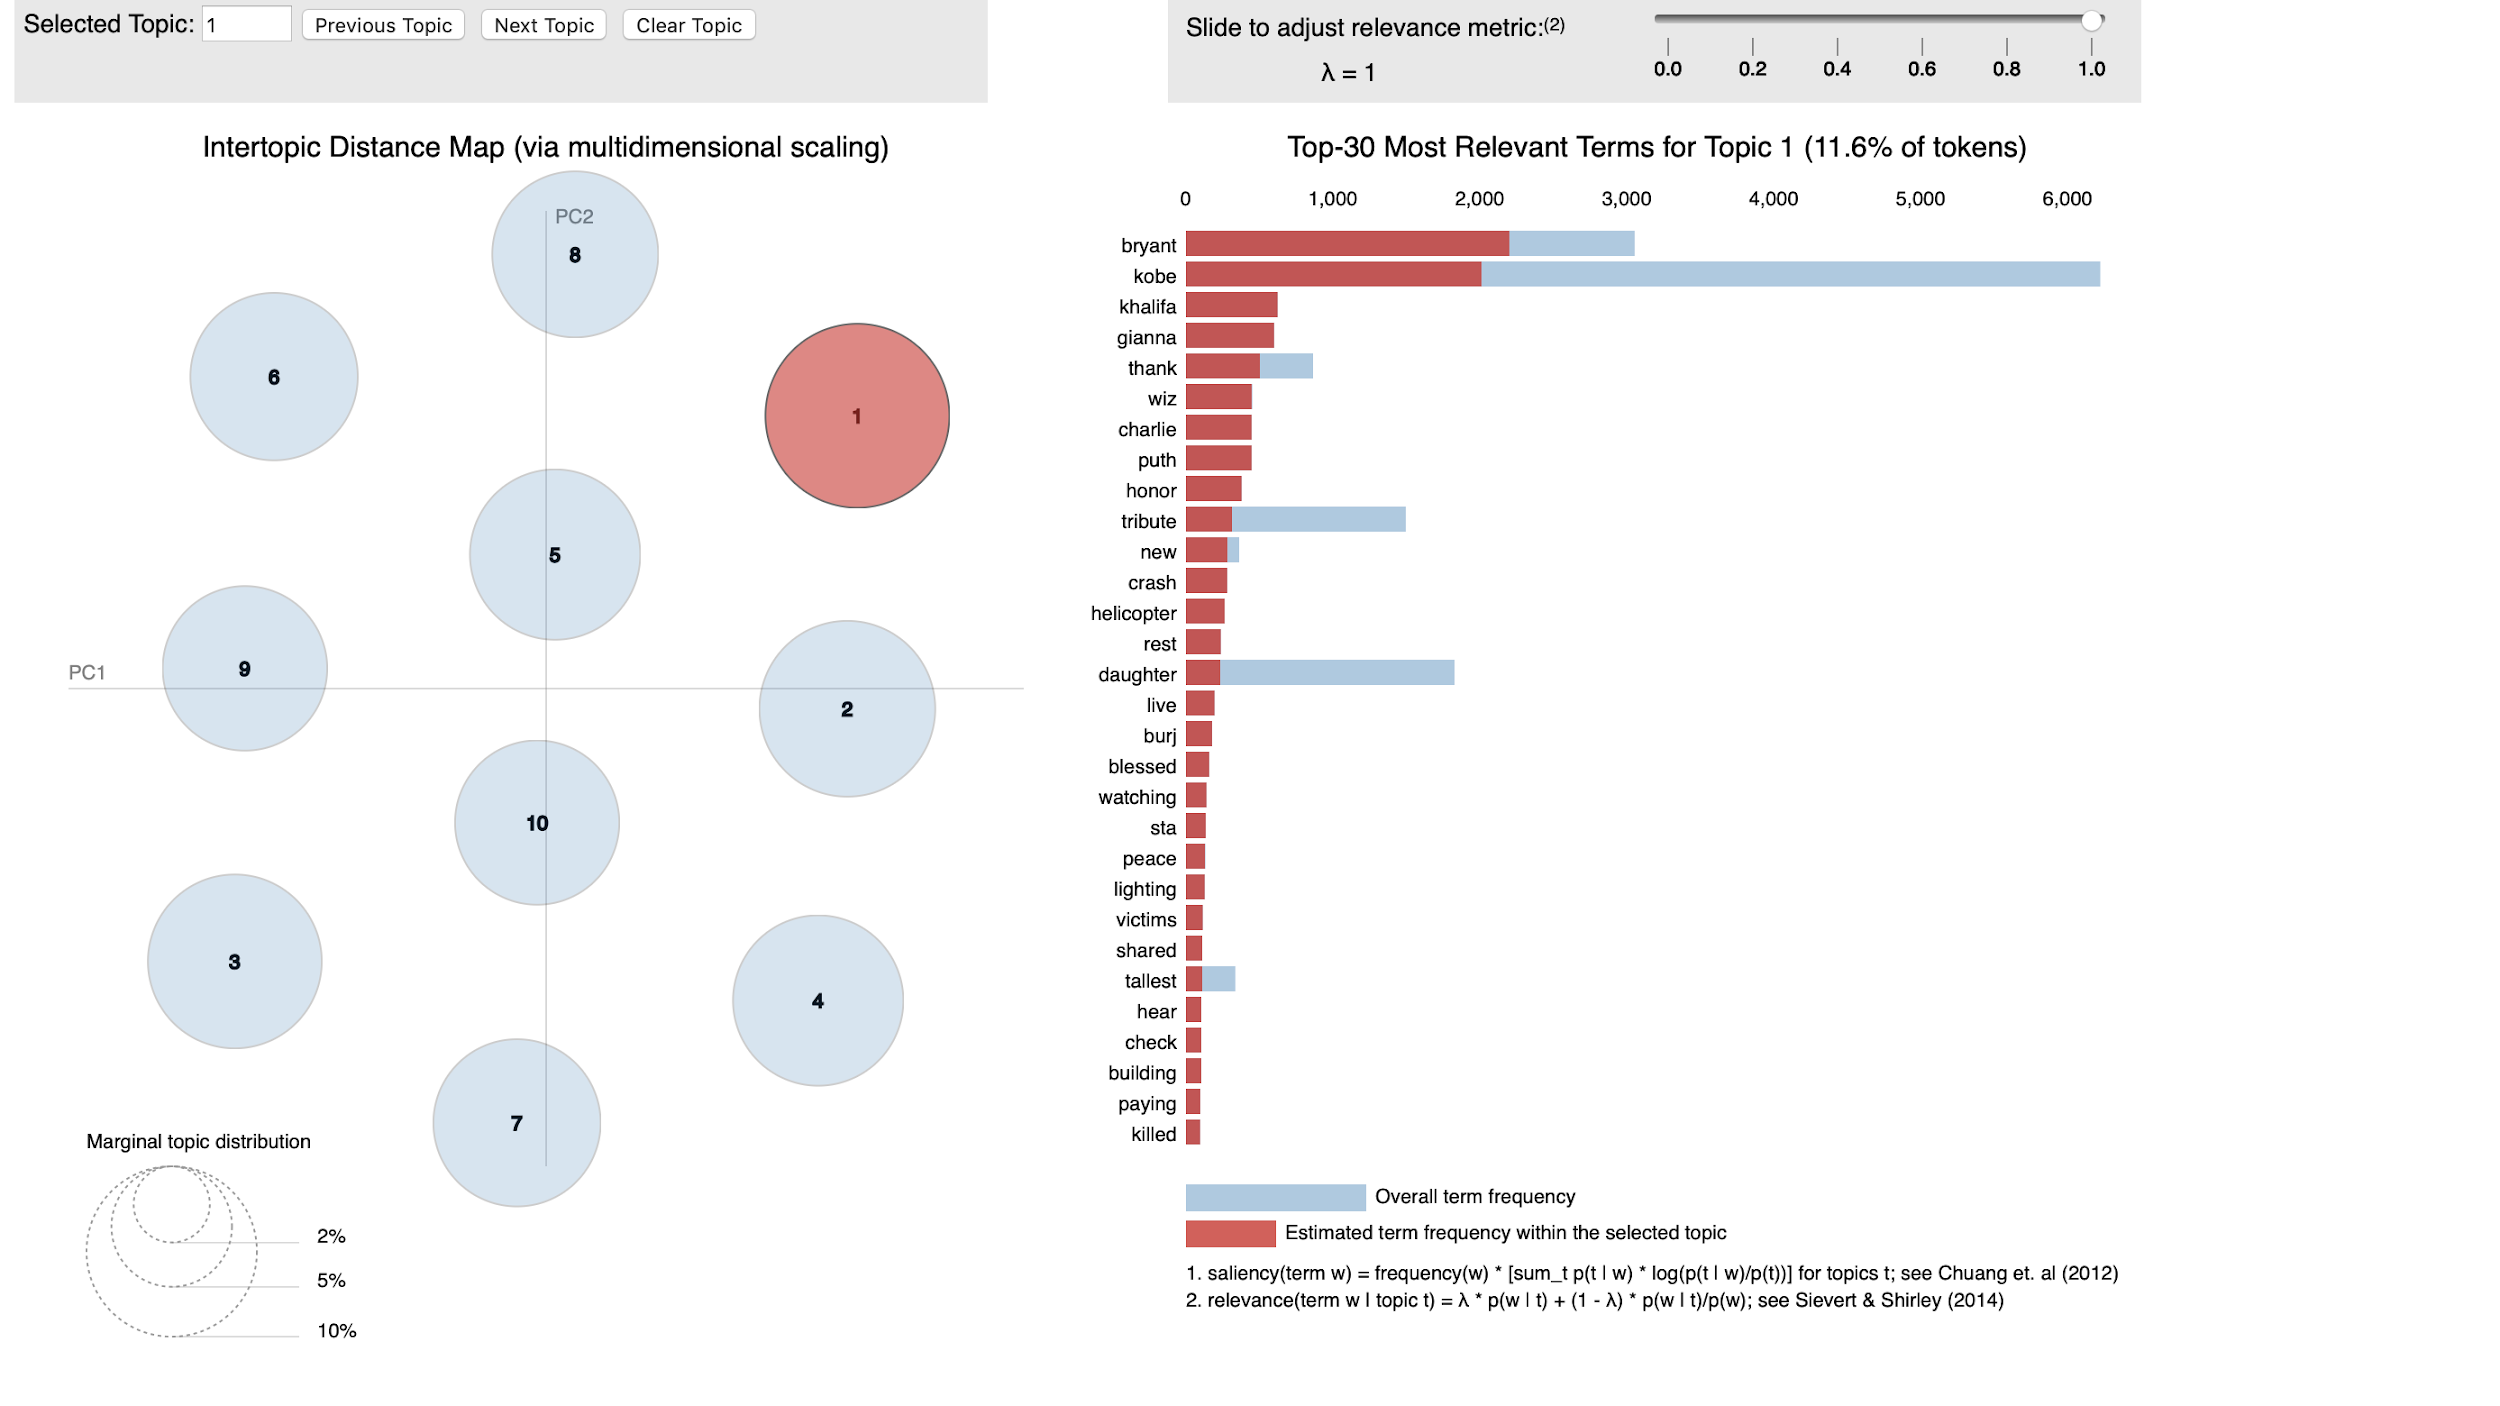 Selected Topic: 1 Previous Topic Next Topic Clear Topic
Slide to adjust relevance metric:(2)
λ = 1
0.0 0.2 0.4 0.6 0.8 1.0
Intertopic Distance Map (via multidimensional scaling)
PC2
8
6
1
5
PC1
9
2
10
3
4
7
Marginal topic distribution
2%
5%
10%
Top-30 Most Relevant Terms for Topic 1 (11.6% of tokens)
0 1,000 2,000 3,000 4,000 5,000 6,000
bryant
kobe
khalifa
gianna
thank
wiz
charlie
puth
honor
tribute
new
crash
helicopter
rest
daughter
live
burj
blessed
watching
sta
peace
lighting
victims
shared
tallest
hear
check
building
paying
killed
Overall term frequency
Estimated term frequency within the selected topic
1. saliency(term w) = frequency(w) * [sum_t p(t | w) * log(p(t | w)/p(t))] for topics t; see Chuang et. al (2012)
2. relevance(term w | topic t) = λ * p(w | t) + (1 - λ) * p(w | t)/p(w); see Sievert & Shirley (2014)